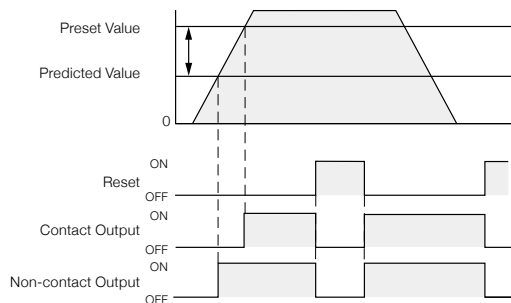 Preset Value
Predicted Value
0
ON
Reset
OFF
ON
Contact Output
OFF
ON
Non-contact Output
OFF